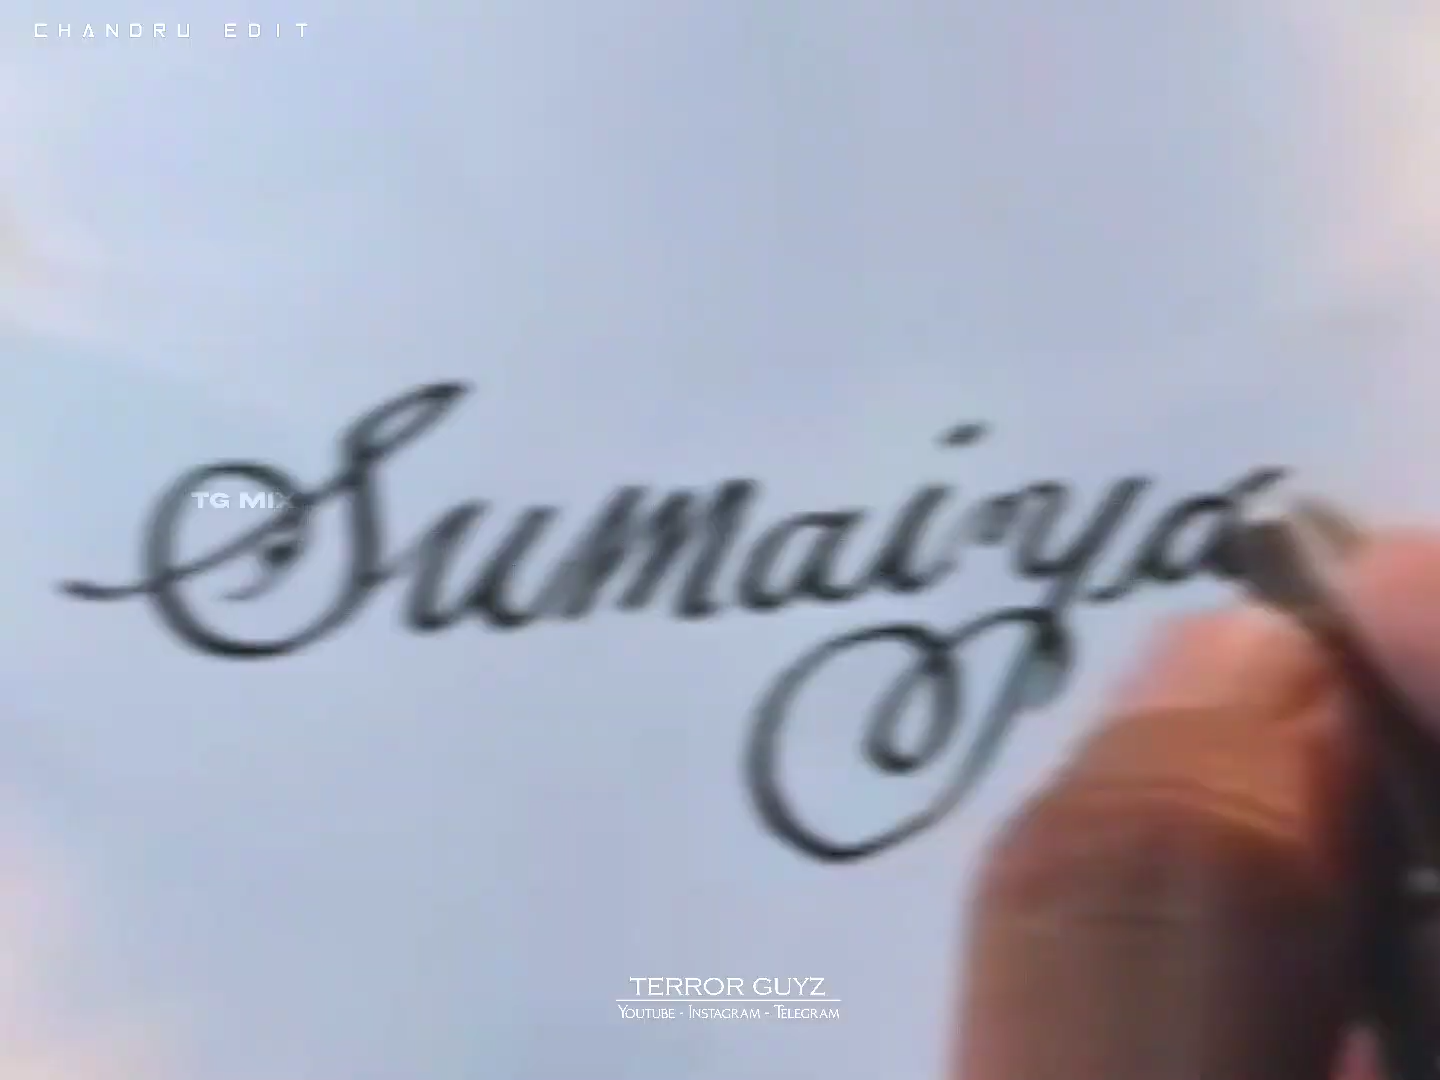 CHANDRU EDIT
Sumaiya
TG MIX
TERROR GUYZ
YOUTUBE - INSTAGRAM - TELEGRAM